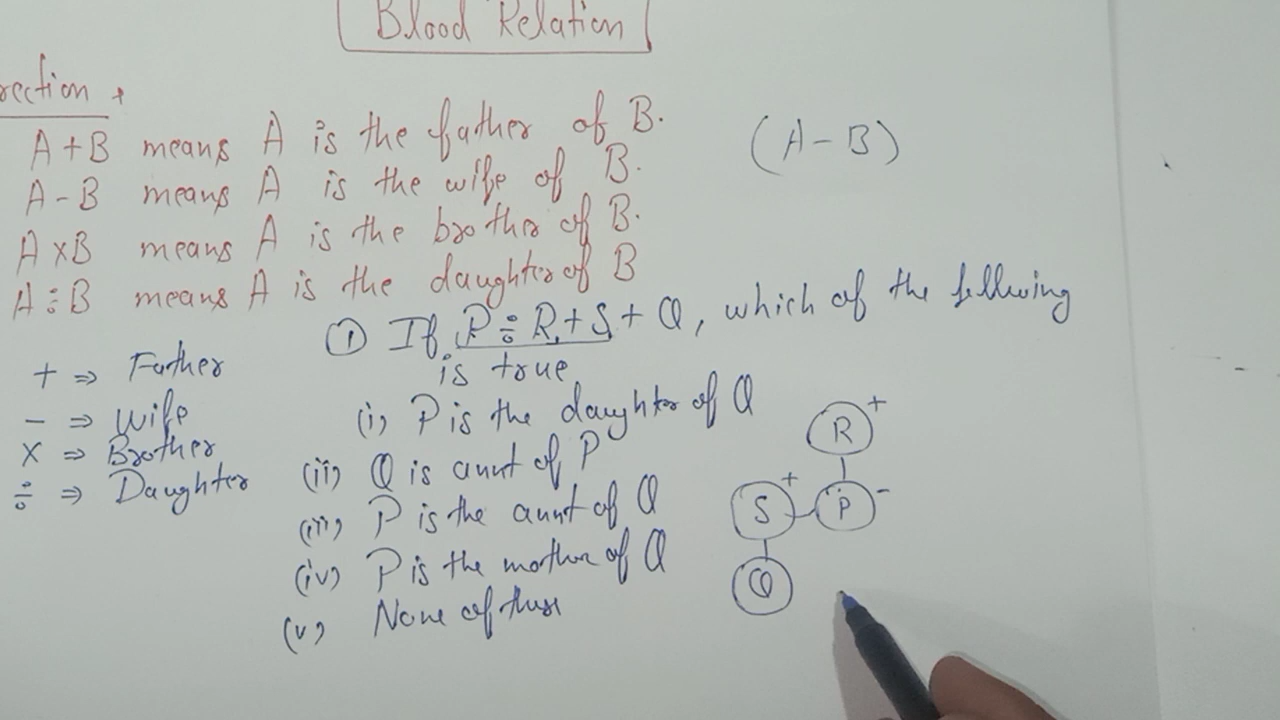 Blood Relation
rection
A+B means A is the father of B.
(A-B)
A-B means A is the wife of B.
A×B means A is the brother of B.
A÷B means A is the daughter of B
① If P÷R+S+Q, which of the following
is true
+ ⇒ Father
- ⇒ Wife
× ⇒ Brother
÷ ⇒ Daughter
(i) P is the daughter of Q
(ii) Q is aunt of P
(iii) P is the aunt of Q
(iv) P is the mother of Q
(v) None of these
R +
S + P -
Q